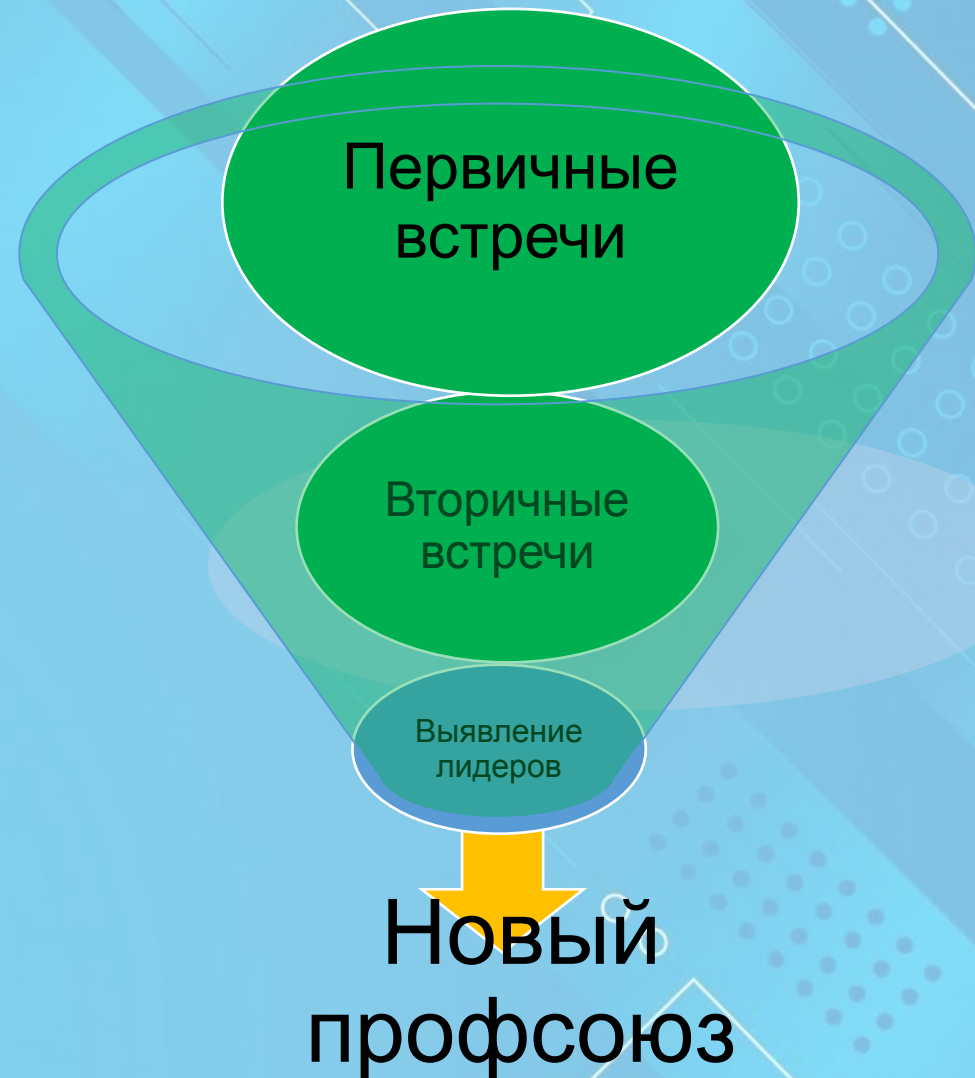 Первичные
встречи
Вторичные
встречи
Выявление
лидеров
Новый
профсоюз